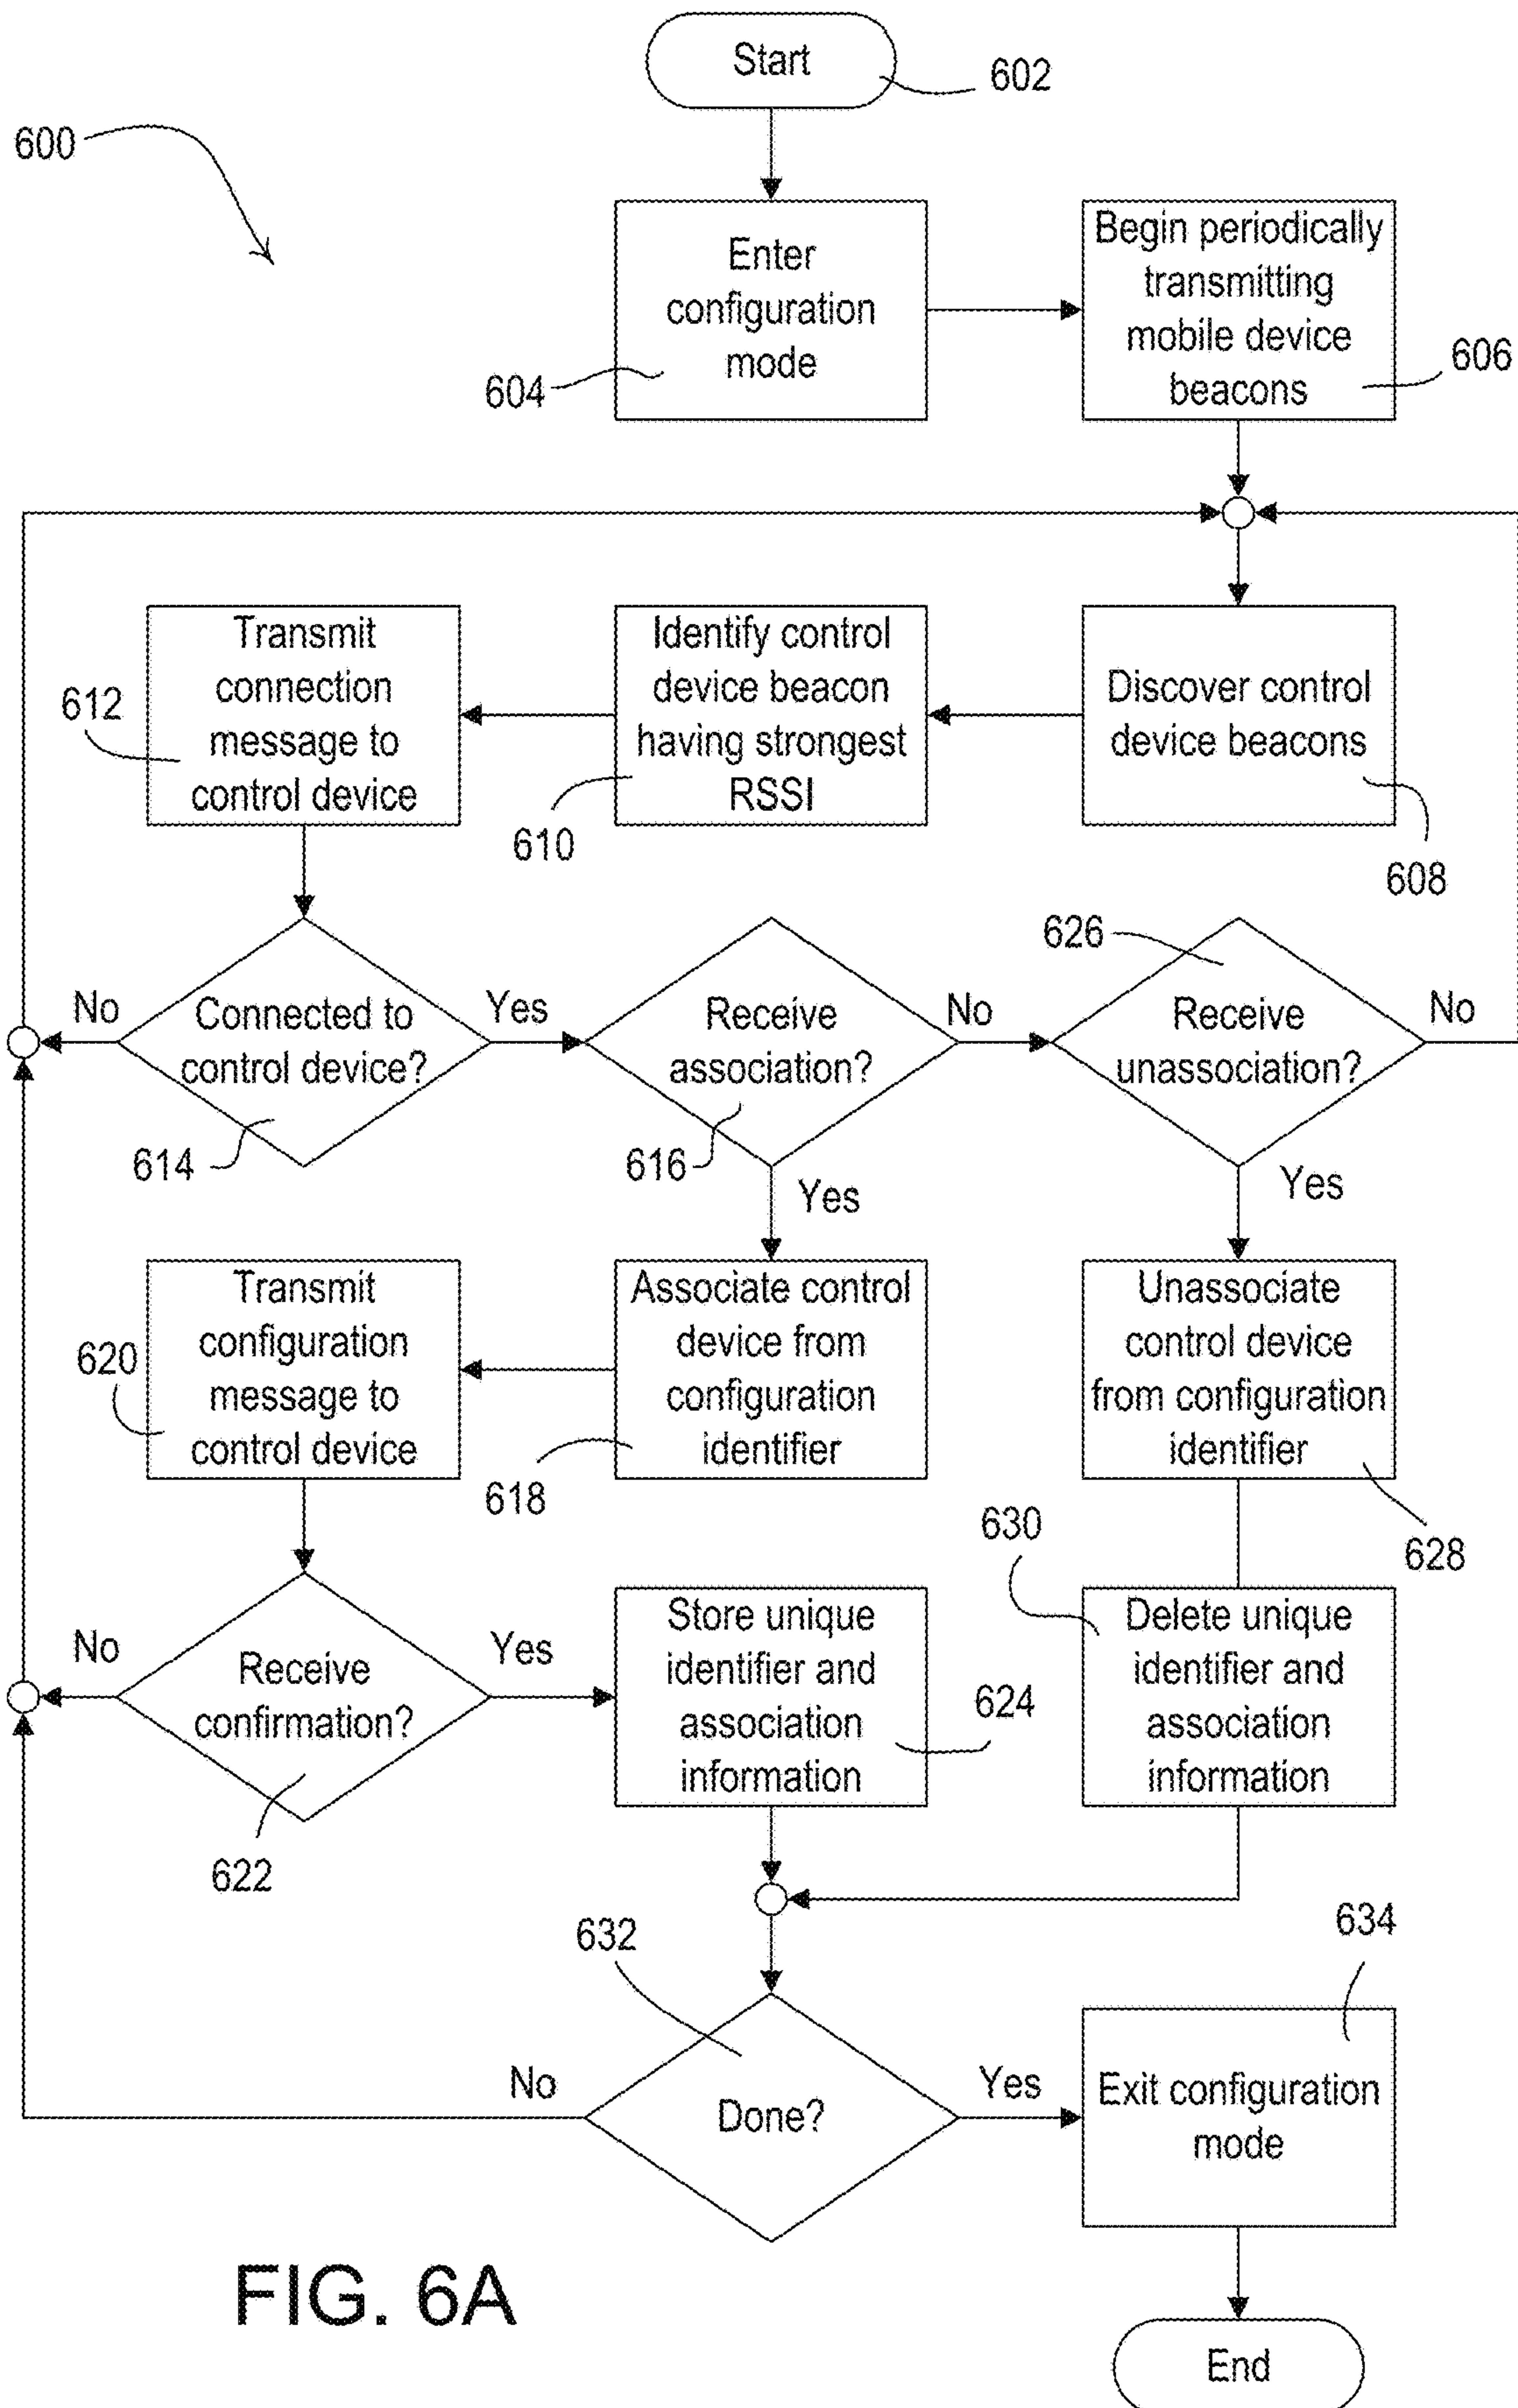 Start
602
600
Enter
configuration
mode
604
Begin periodically
transmitting
mobile device
beacons
606
Transmit
connection
message to
control device
612
Identify control
device beacon
having strongest
RSSI
610
Discover control
device beacons
608
No
Connected to
control device?
614
Yes
Receive
association?
616
No
Yes
626
Receive
unassociation?
No
Yes
Transmit
configuration
message to
control device
620
Associate control
device from
configuration
identifier
618
Unassociate
control device
from configuration
identifier
628
630
No
Receive
confirmation?
622
Yes
Store unique
identifier and
association
information
624
Delete unique
identifier and
association
information
632
634
No
Done?
Yes
Exit configuration
mode
FIG. 6A
End